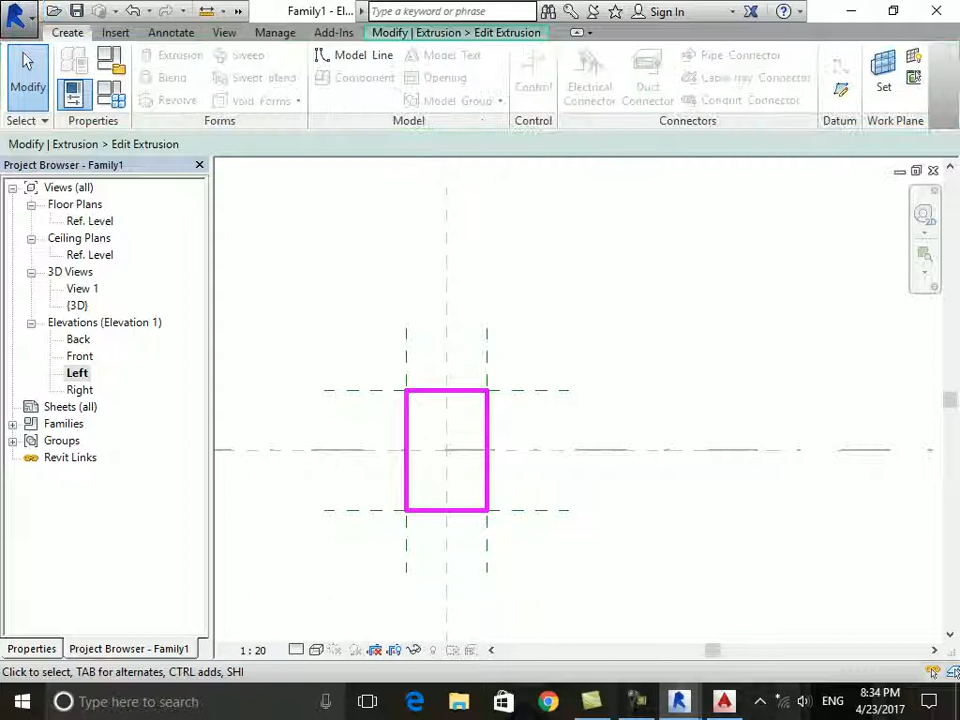 Family1 - El...
Type a keyword or phrase
Sign In
Create Insert Annotate View Manage Add-Ins Modify | Extrusion > Edit Extrusion
Modify
Extrusion Sweep
Blend Swept Blend
Revolve Void Forms
Model Line Model Text
Component Opening
Model Group
Control
Electrical Connector
Duct Connector
Pipe Connector
Cable Tray Connector
Conduit Connector
Set
Select Properties Forms Model Control Connectors Datum Work Plane
Modify | Extrusion > Edit Extrusion
Project Browser - Family1
Views (all)
Floor Plans
Ref. Level
Ceiling Plans
Ref. Level
3D Views
View 1
{3D}
Elevations (Elevation 1)
Back
Front
Left
Right
Sheets (all)
Families
Groups
Revit Links
2D
Properties Project Browser - Family1
1 : 20
Click to select, TAB for alternates, CTRL adds, SHI
Type here to search
ENG
8:34 PM
4/23/2017